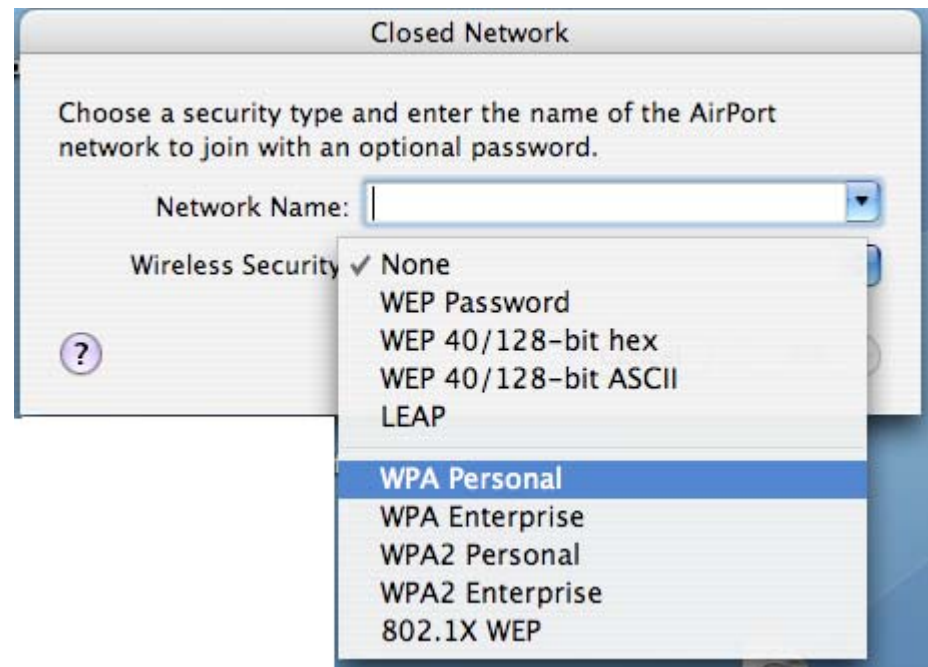 Closed Network
Choose a security type and enter the name of the AirPort
network to join with an optional password.
Network Name:
Wireless Security
✓ None
WEP Password
WEP 40/128-bit hex
WEP 40/128-bit ASCII
LEAP
WPA Personal
WPA Enterprise
WPA2 Personal
WPA2 Enterprise
802.1X WEP
?